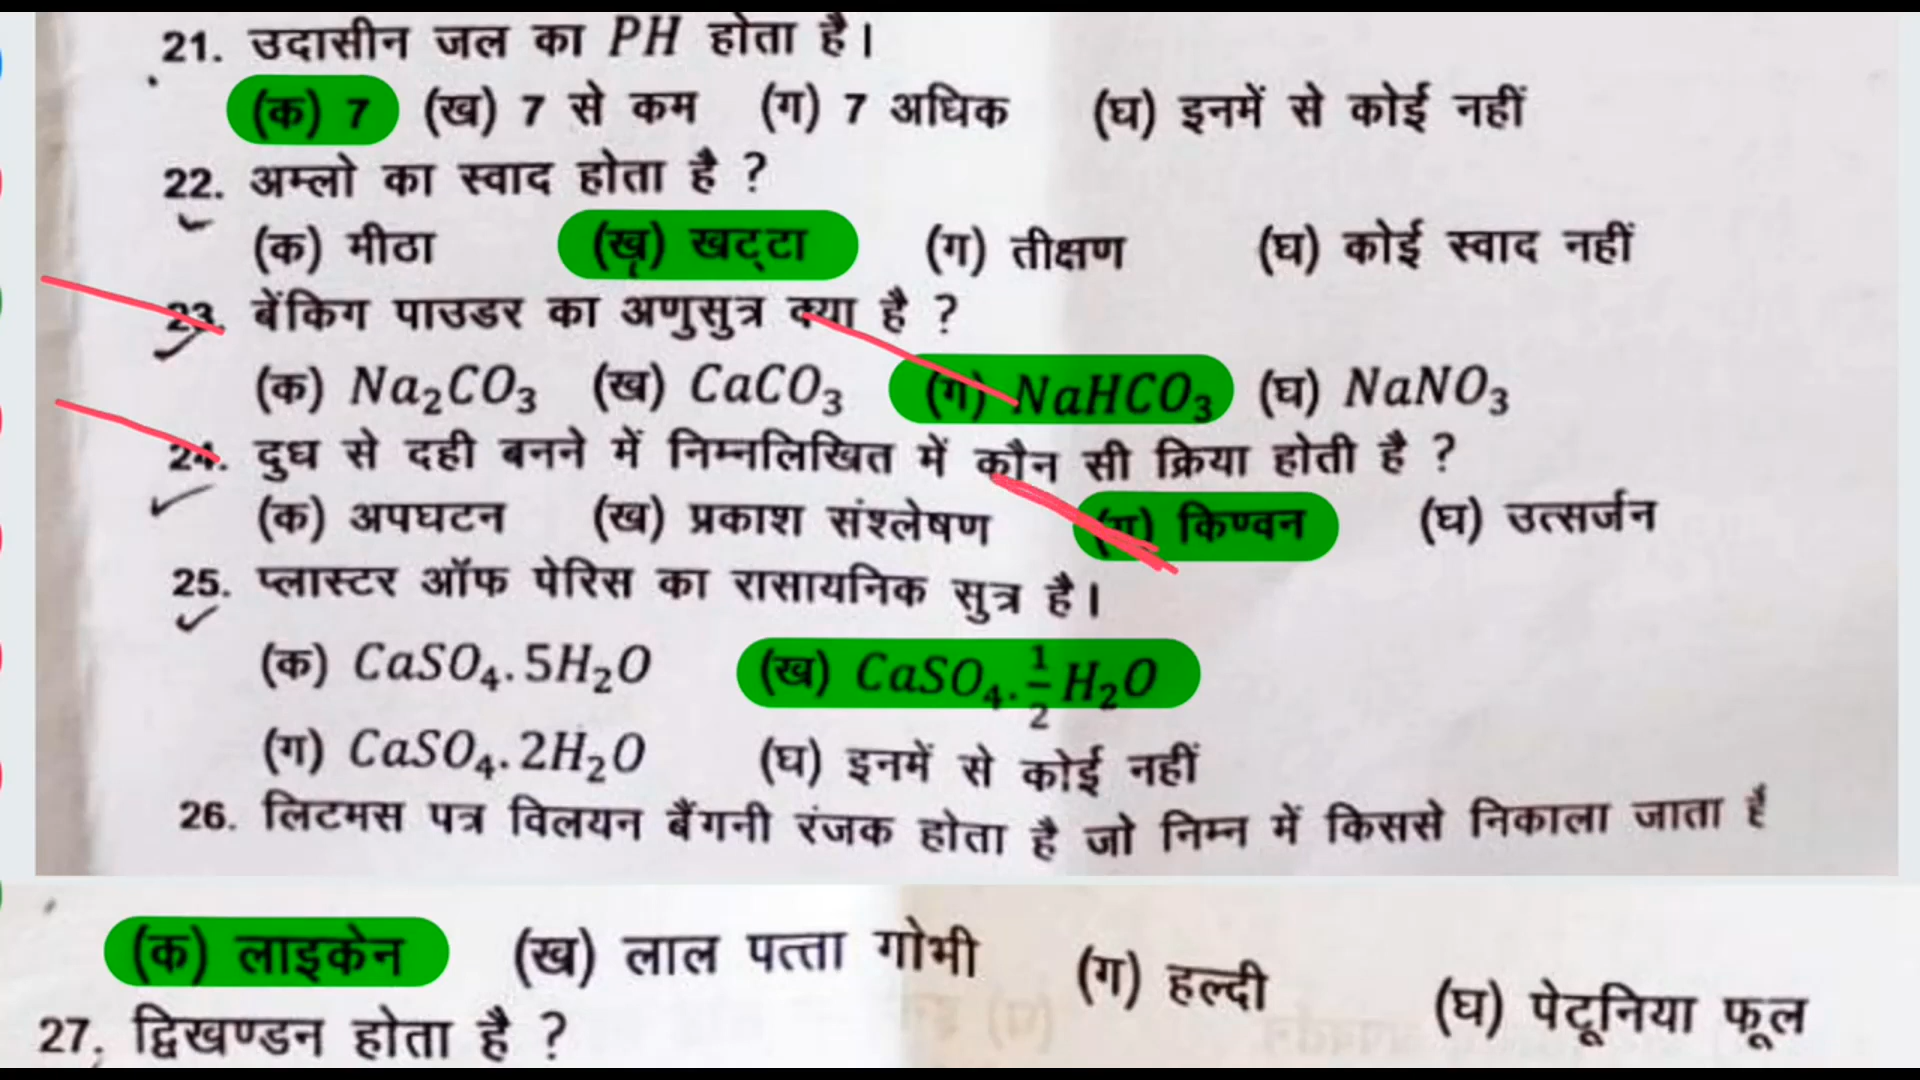 21. उदासीन जल का PH होता है।
(क) 7 (ख) 7 से कम (ग) 7 अधिक (घ) इनमें से कोई नहीं
22. अम्लो का स्वाद होता है ?
(क) मीठा (ख) खट्टा (ग) तीक्षण (घ) कोई स्वाद नहीं
23. बेंकिग पाउडर का अणुसुत्र क्या है ?
(क) Na₂CO₃ (ख) CaCO₃ (ग) NaHCO₃ (घ) NaNO₃
24. दुध से दही बनने में निम्नलिखित में कौन सी क्रिया होती है ?
(क) अपघटन (ख) प्रकाश संश्लेषण (ग) किण्वन (घ) उत्सर्जन
25. प्लास्टर ऑफ पेरिस का रासायनिक सुत्र है।
(क) CaSO₄.5H₂O (ख) CaSO₄.1/2 H₂O
(ग) CaSO₄.2H₂O (घ) इनमें से कोई नहीं
26. लिटमस पत्र विलयन बैंगनी रंजक होता है जो निम्न में किससे निकाला जाता है
(क) लाइकेन (ख) लाल पत्ता गोभी (ग) हल्दी (घ) पेटूनिया फूल
27. द्विखण्डन होता है ?